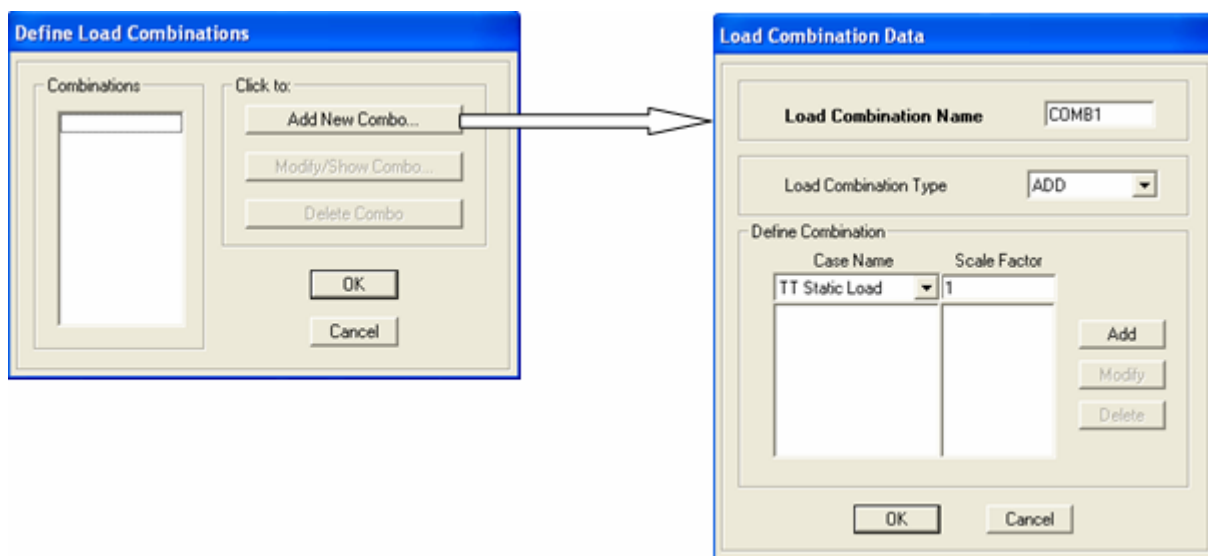 Define Load Combinations
Combinations
Click to:
Add New Combo...
Modify/Show Combo...
Delete Combo
OK
Cancel
Load Combination Data
Load Combination Name
COMB1
Load Combination Type
ADD
Define Combination
Case Name Scale Factor
TT Static Load 1
Add
Modify
Delete
OK Cancel